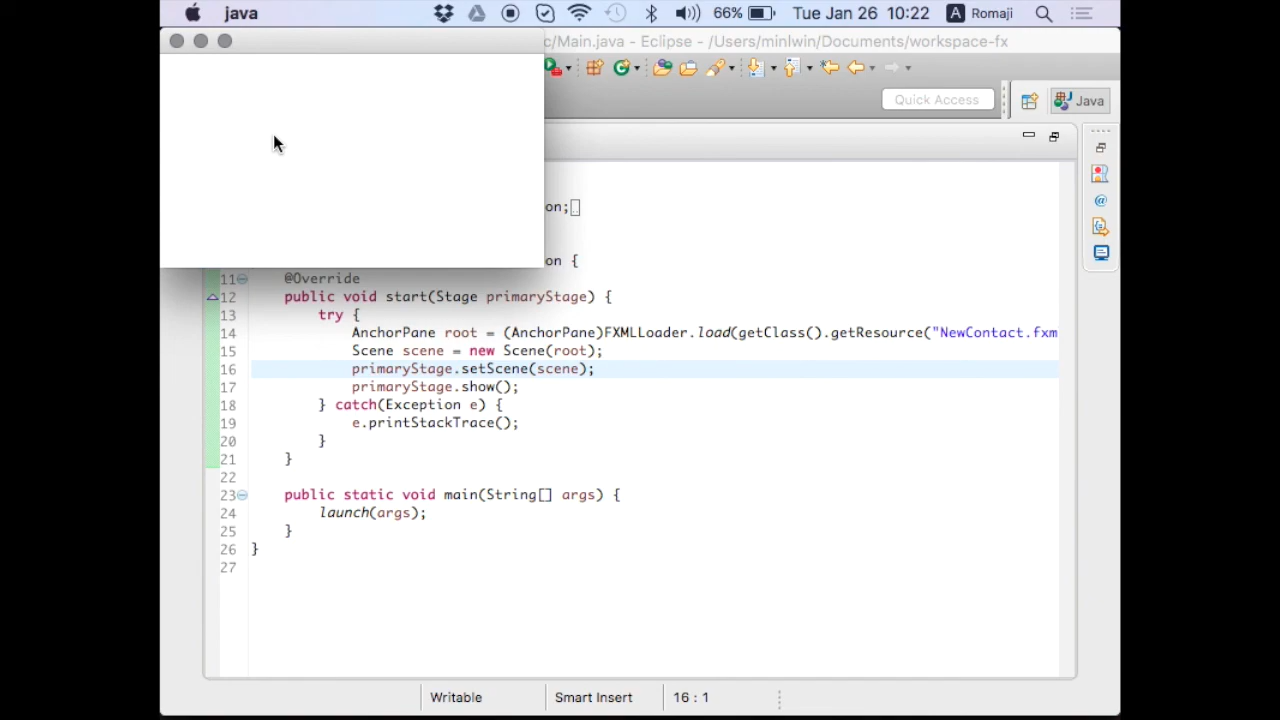 java 66% Tue Jan 26 10:22 A Romaji
c/Main.java - Eclipse - /Users/minlwin/Documents/workspace-fx
Quick Access Java
on;
on {
11 @Override
12 public void start(Stage primaryStage) {
13 try {
14 AnchorPane root = (AnchorPane)FXMLLoader.load(getClass().getResource("NewContact.fxm
15 Scene scene = new Scene(root);
16 primaryStage.setScene(scene);
17 primaryStage.show();
18 } catch(Exception e) {
19 e.printStackTrace();
20 }
21 }
22
23 public static void main(String[] args) {
24 launch(args);
25 }
26 }
27
Writable Smart Insert 16 : 1